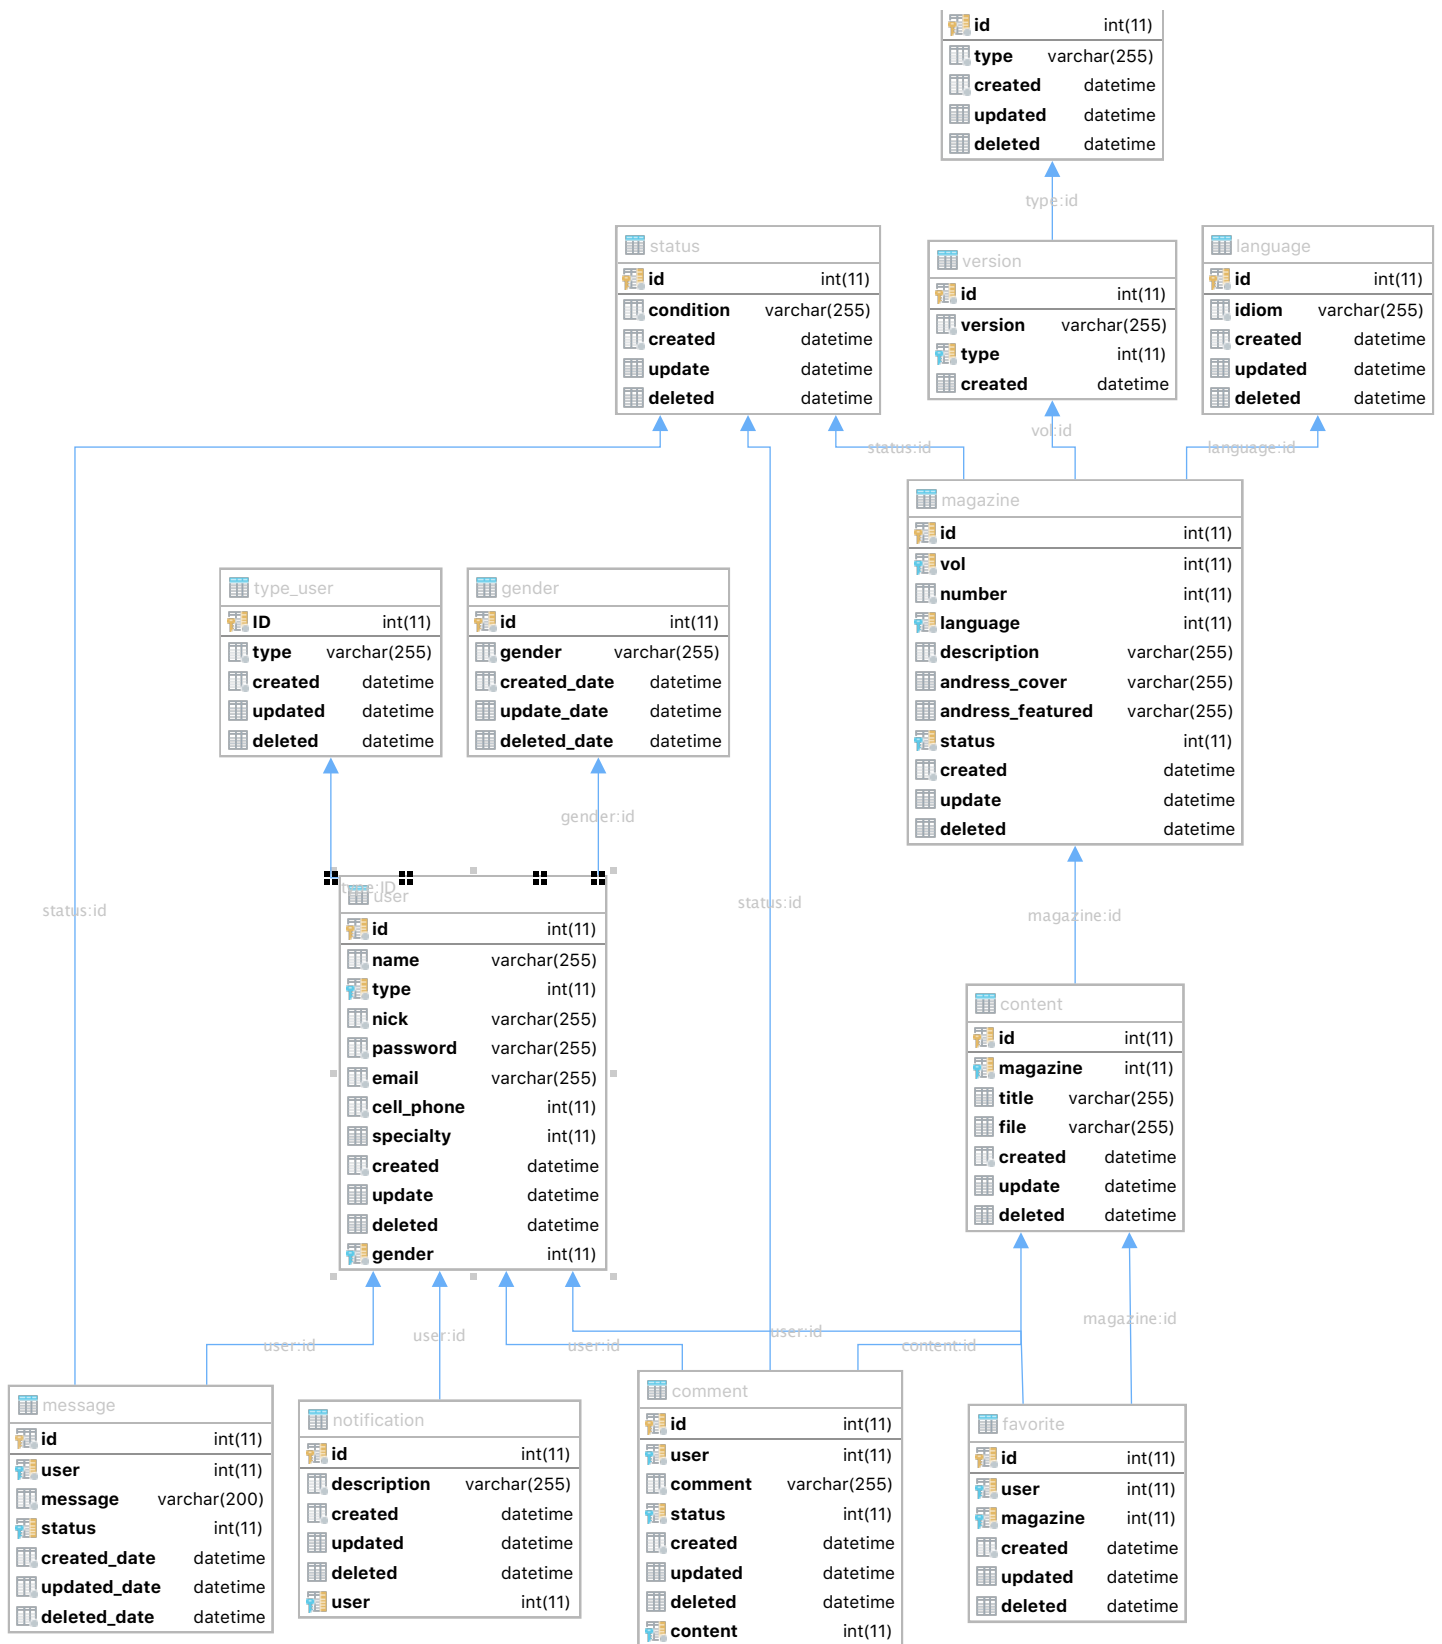 id int(11)
type varchar(255)
created datetime
updated datetime
deleted datetime
type:id
status
id int(11)
condition varchar(255)
created datetime
update datetime
deleted datetime
version
id int(11)
version varchar(255)
type int(11)
created datetime
language
id int(11)
idiom varchar(255)
created datetime
updated datetime
deleted datetime
status:id
vol:id
language:id
magazine
id int(11)
vol int(11)
number int(11)
language int(11)
description varchar(255)
andress_cover varchar(255)
andress_featured varchar(255)
status int(11)
created datetime
update datetime
deleted datetime
type_user
ID int(11)
type varchar(255)
created datetime
updated datetime
deleted datetime
gender
id int(11)
gender varchar(255)
created_date datetime
update_date datetime
deleted_date datetime
gender:id
type:ID
user
id int(11)
name varchar(255)
type int(11)
nick varchar(255)
password varchar(255)
email varchar(255)
cell_phone int(11)
specialty int(11)
created datetime
update datetime
deleted datetime
gender int(11)
status:id
status:id
magazine:id
content
id int(11)
magazine int(11)
title varchar(255)
file varchar(255)
created datetime
update datetime
deleted datetime
user:id
user:id
user:id
user:id
content:id
magazine:id
message
id int(11)
user int(11)
message varchar(200)
status int(11)
created_date datetime
updated_date datetime
deleted_date datetime
notification
id int(11)
description varchar(255)
created datetime
updated datetime
deleted datetime
user int(11)
comment
id int(11)
user int(11)
comment varchar(255)
status int(11)
created datetime
updated datetime
deleted datetime
content int(11)
favorite
id int(11)
user int(11)
magazine int(11)
created datetime
updated datetime
deleted datetime